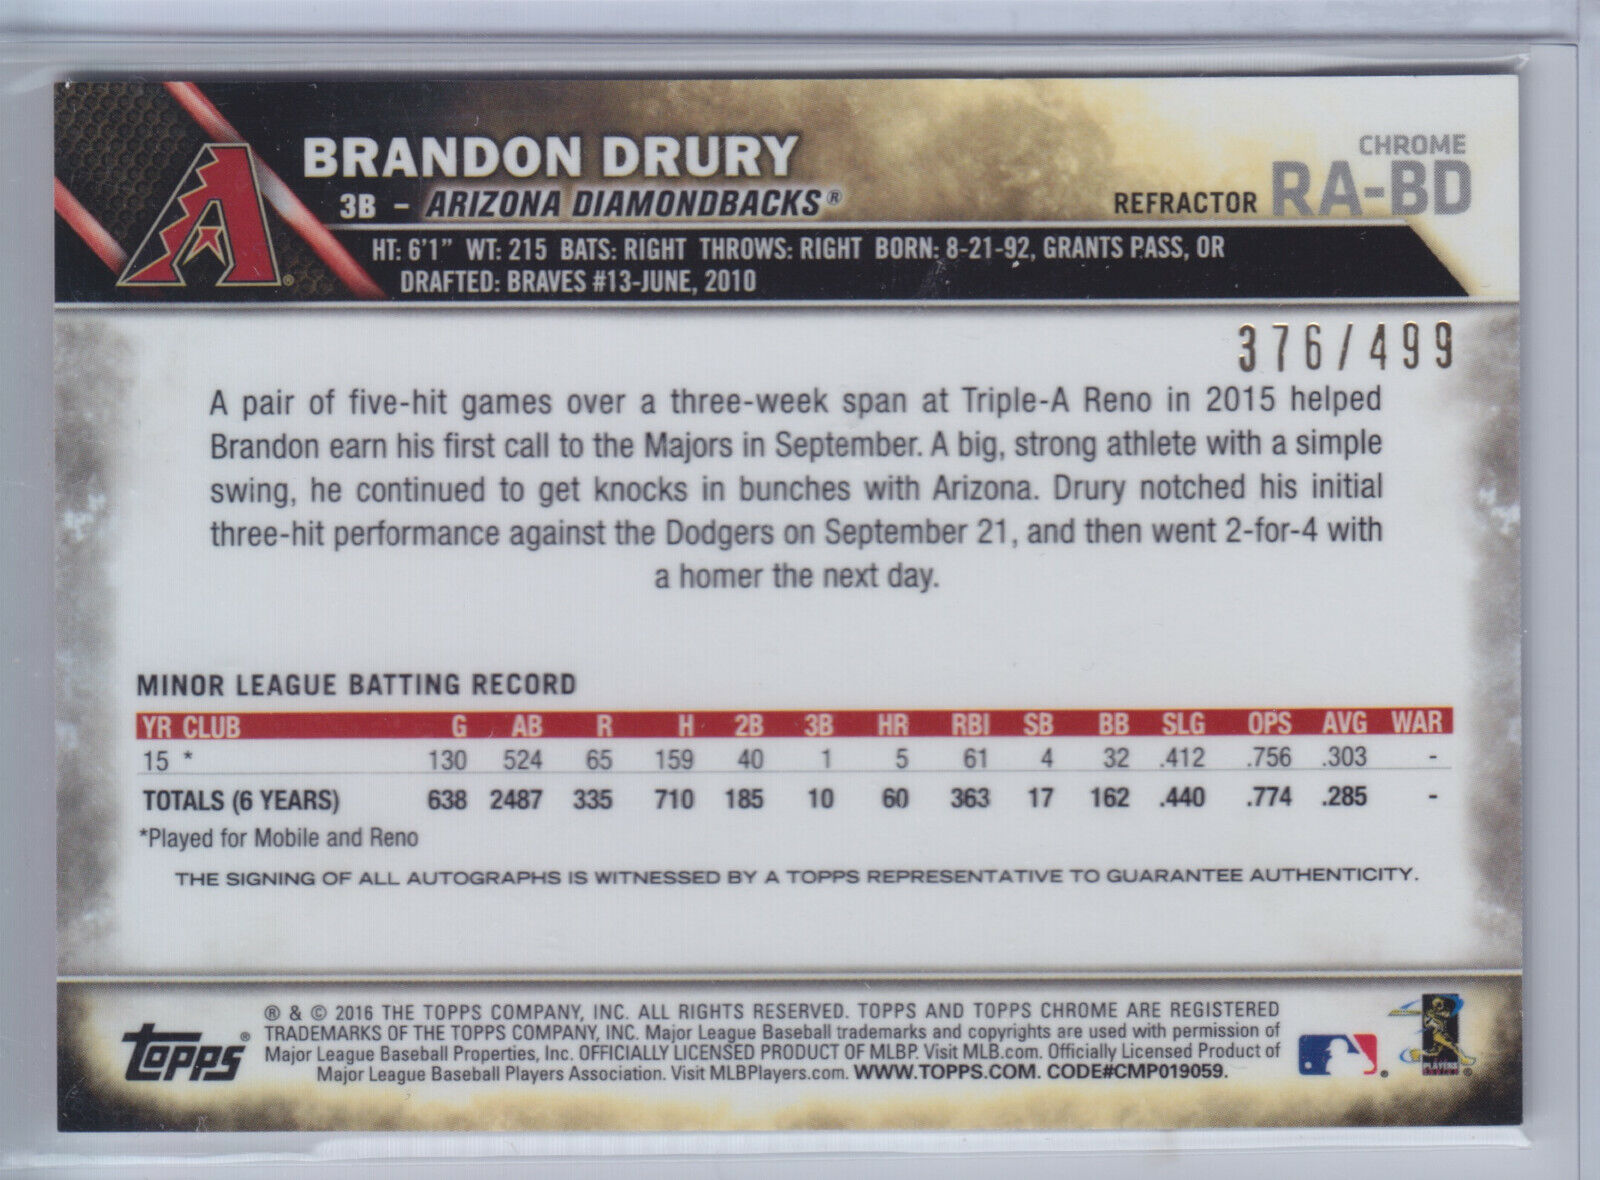 BRANDON DRURY
3B - ARIZONA DIAMONDBACKS®
CHROME
REFRACTOR RA-BD
HT: 6'1" WT: 215 BATS: RIGHT THROWS: RIGHT BORN: 8-21-92, GRANTS PASS, OR
DRAFTED: BRAVES #13-JUNE, 2010
376/499
A pair of five-hit games over a three-week span at Triple-A Reno in 2015 helped
Brandon earn his first call to the Majors in September. A big, strong athlete with a simple
swing, he continued to get knocks in bunches with Arizona. Drury notched his initial
three-hit performance against the Dodgers on September 21, and then went 2-for-4 with
a homer the next day.
MINOR LEAGUE BATTING RECORD
YR CLUB G AB R H 2B 3B HR RBI SB BB SLG OPS AVG WAR
15 * 130 524 65 159 40 1 5 61 4 32 .412 .756 .303 -
TOTALS (6 YEARS) 638 2487 335 710 185 10 60 363 17 162 .440 .774 .285 -
*Played for Mobile and Reno
THE SIGNING OF ALL AUTOGRAPHS IS WITNESSED BY A TOPPS REPRESENTATIVE TO GUARANTEE AUTHENTICITY.
TOPPS®
® & © 2016 THE TOPPS COMPANY, INC. ALL RIGHTS RESERVED. TOPPS AND TOPPS CHROME ARE REGISTERED
TRADEMARKS OF THE TOPPS COMPANY, INC. Major League Baseball trademarks and copyrights are used with permission of
Major League Baseball Properties, Inc. OFFICIALLY LICENSED PRODUCT OF MLBP. Visit MLB.com. Officially Licensed Product of
Major League Baseball Players Association. Visit MLBPlayers.com. WWW.TOPPS.COM. CODE#CMP019059.
PLAYERS